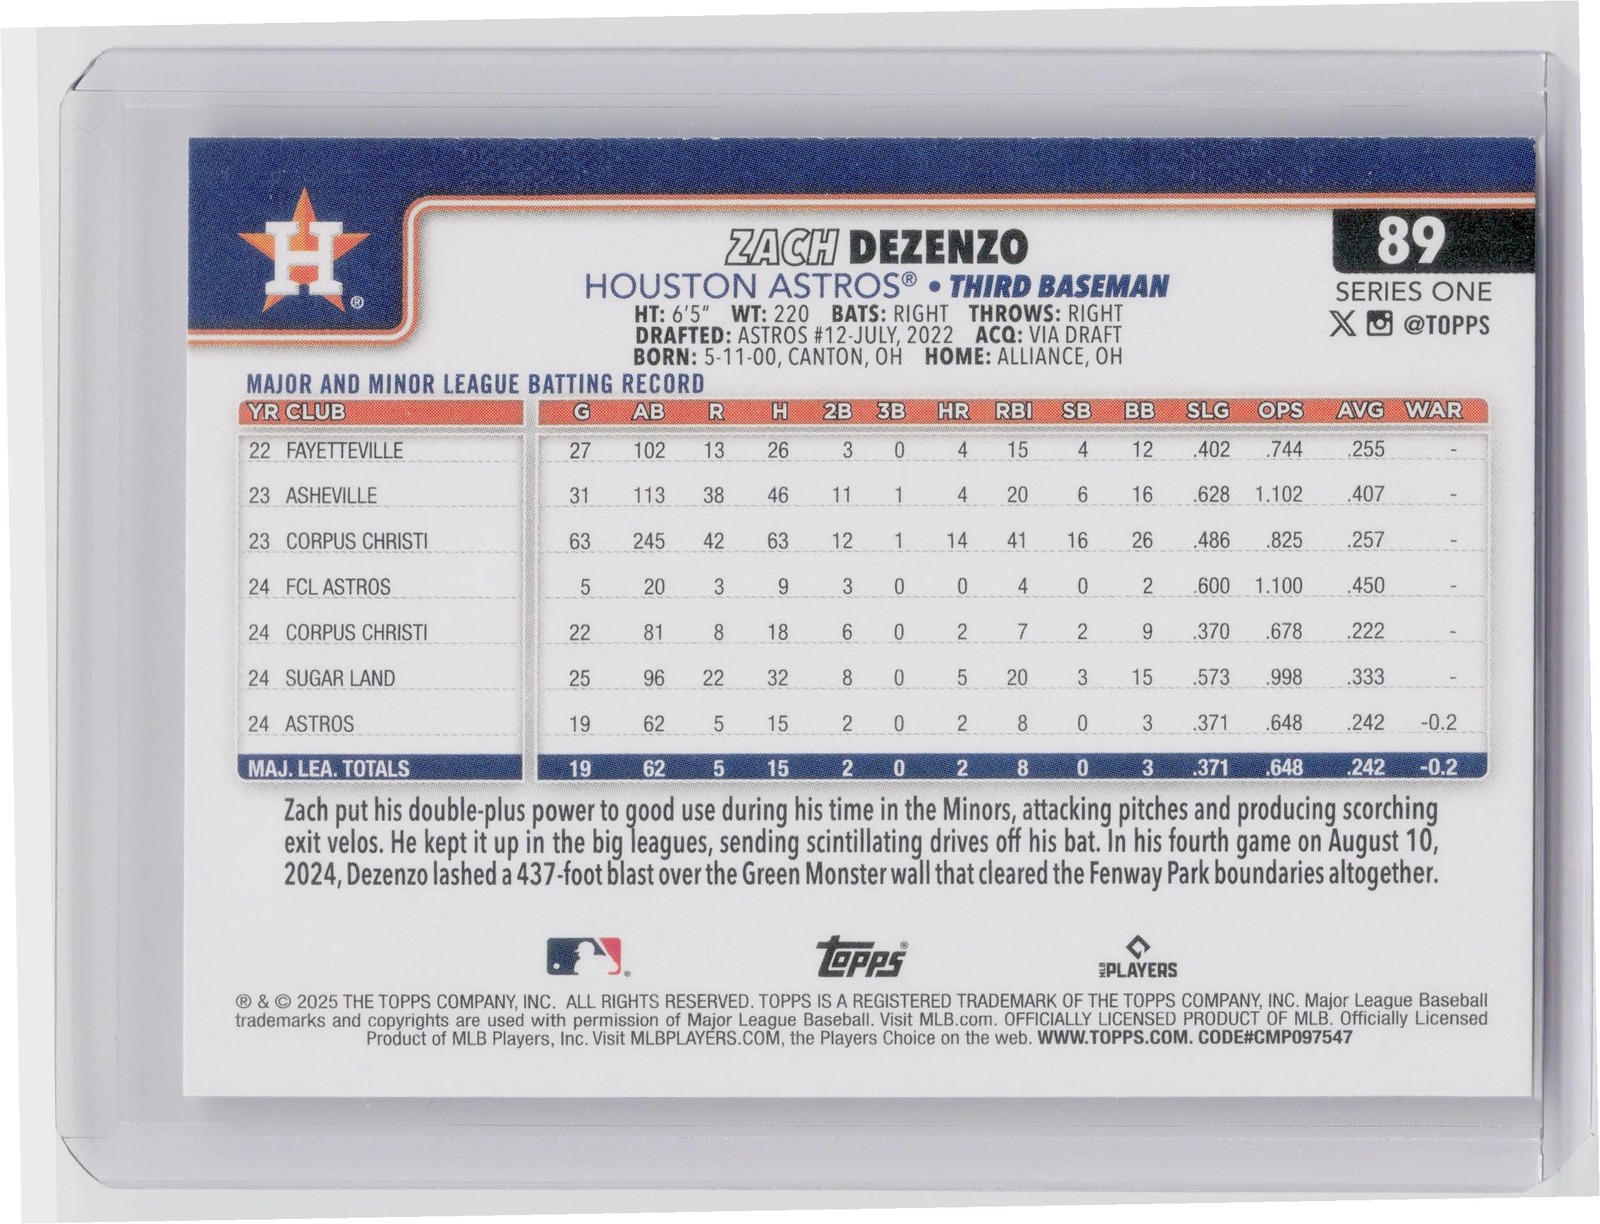 H ®
ZACH DEZENZO
89
HOUSTON ASTROS® • THIRD BASEMAN
SERIES ONE
HT: 6'5" WT: 220 BATS: RIGHT THROWS: RIGHT
@TOPPS
DRAFTED: ASTROS #12-JULY, 2022 ACQ: VIA DRAFT
BORN: 5-11-00, CANTON, OH HOME: ALLIANCE, OH
MAJOR AND MINOR LEAGUE BATTING RECORD
YR CLUB G AB R H 2B 3B HR RBI SB BB SLG OPS AVG WAR
22 FAYETTEVILLE 27 102 13 26 3 0 4 15 4 12 .402 .744 .255 -
23 ASHEVILLE 31 113 38 46 11 1 4 20 6 16 .628 1.102 .407 -
23 CORPUS CHRISTI 63 245 42 63 12 1 14 41 16 26 .486 .825 .257 -
24 FCL ASTROS 5 20 3 9 3 0 0 4 0 2 .600 1.100 .450 -
24 CORPUS CHRISTI 22 81 8 18 6 0 2 7 2 9 .370 .678 .222 -
24 SUGAR LAND 25 96 22 32 8 0 5 20 3 15 .573 .998 .333 -
24 ASTROS 19 62 5 15 2 0 2 8 0 3 .371 .648 .242 -0.2
MAJ. LEA. TOTALS 19 62 5 15 2 0 2 8 0 3 .371 .648 .242 -0.2
Zach put his double-plus power to good use during his time in the Minors, attacking pitches and producing scorching
exit velos. He kept it up in the big leagues, sending scintillating drives off his bat. In his fourth game on August 10,
2024, Dezenzo lashed a 437-foot blast over the Green Monster wall that cleared the Fenway Park boundaries altogether.
® TOPPS ® MLB PLAYERS
® & © 2025 THE TOPPS COMPANY, INC. ALL RIGHTS RESERVED. TOPPS IS A REGISTERED TRADEMARK OF THE TOPPS COMPANY, INC. Major League Baseball
trademarks and copyrights are used with permission of Major League Baseball. Visit MLB.com. OFFICIALLY LICENSED PRODUCT OF MLB. Officially Licensed
Product of MLB Players, Inc. Visit MLBPLAYERS.COM, the Players Choice on the web. WWW.TOPPS.COM. CODE#CMP097547